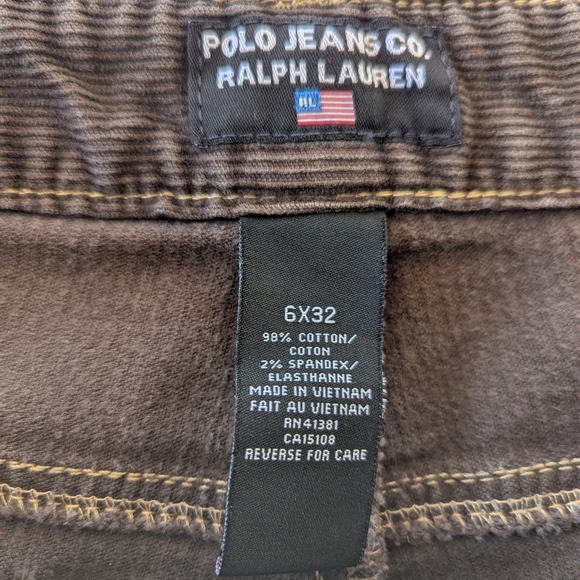 POLO JEANS CO.
RALPH LAUREN
RL
6X32
98% COTTON/
COTON
2% SPANDEX/
ELASTHANNE
MADE IN VIETNAM
FAIT AU VIETNAM
RN41381
CA15108
REVERSE FOR CARE